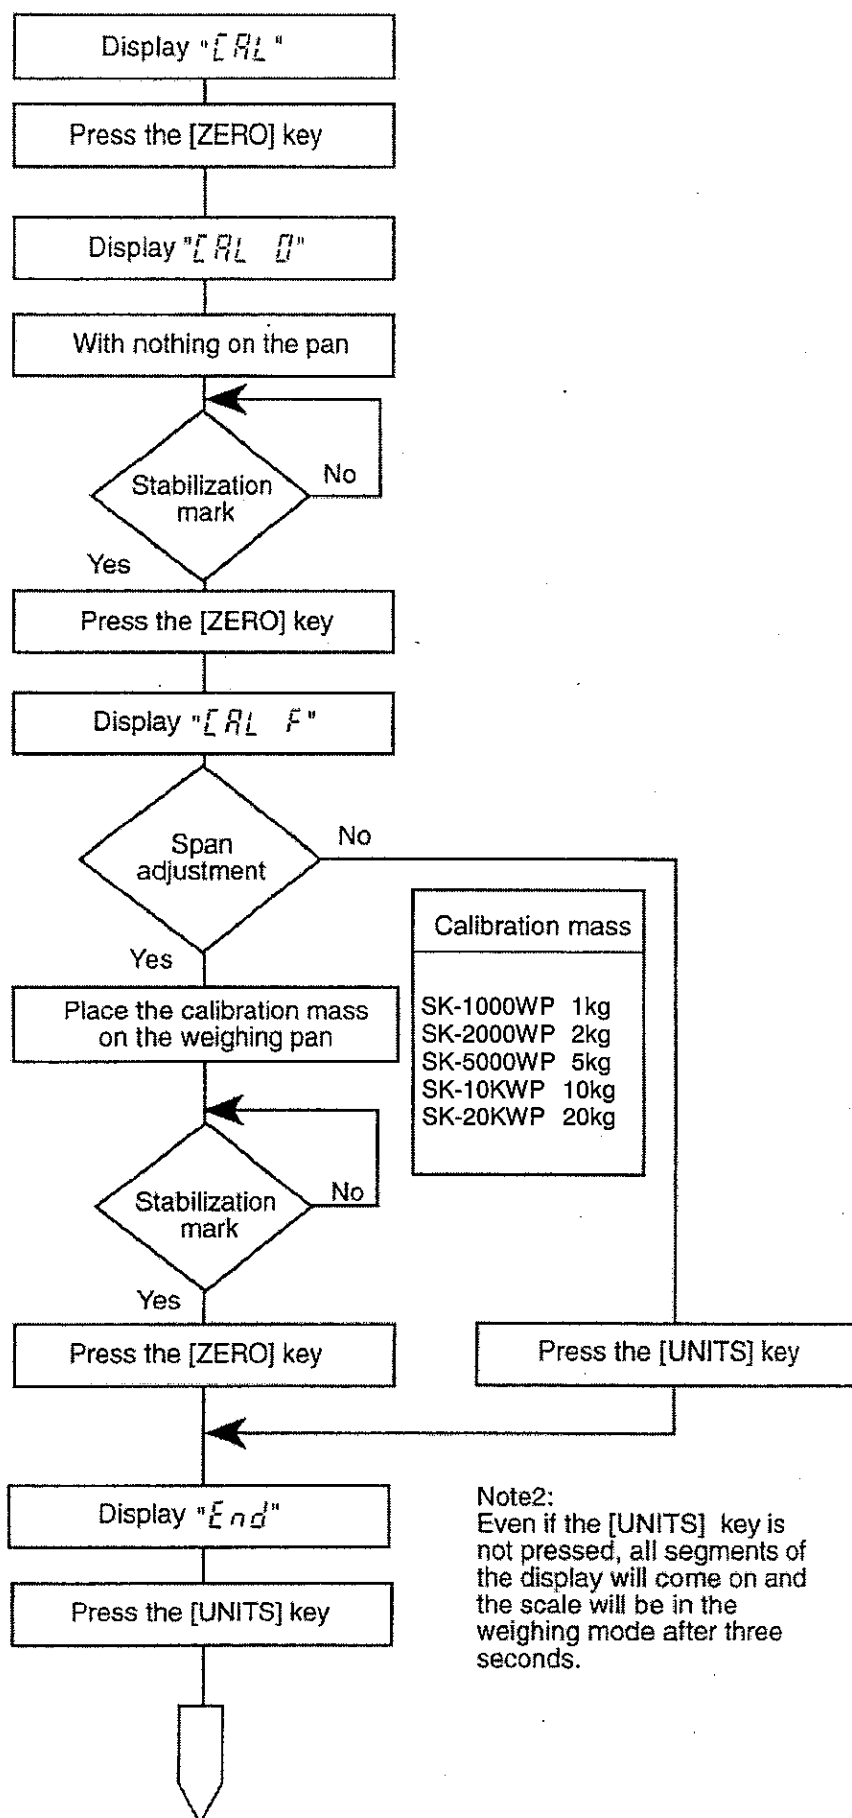 Display "CAL"
Press the [ZERO] key
Display "CAL 0"
With nothing on the pan
Stabilization
mark
No
Yes
Press the [ZERO] key
Display "CAL F"
Span
adjustment
No
Yes
Calibration mass
SK-1000WP 1kg
SK-2000WP 2kg
SK-5000WP 5kg
SK-10KWP 10kg
SK-20KWP 20kg
Place the calibration mass
on the weighing pan
Stabilization
mark
No
Yes
Press the [ZERO] key
Press the [UNITS] key
Display "End"
Press the [UNITS] key
Note2:
Even if the [UNITS] key is
not pressed, all segments of
the display will come on and
the scale will be in the
weighing mode after three
seconds.